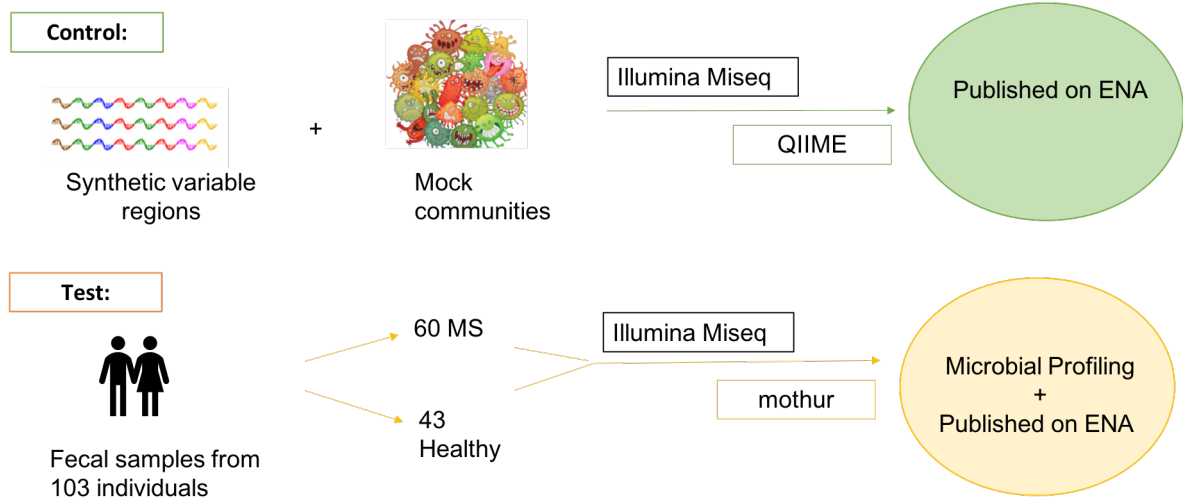 Control:
Synthetic variable
regions
+
Mock
communities
Illumina Miseq
QIIME
Published on ENA
Test:
Fecal samples from
103 individuals
60 MS
43
Healthy
Illumina Miseq
mothur
Microbial Profiling
+
Published on ENA